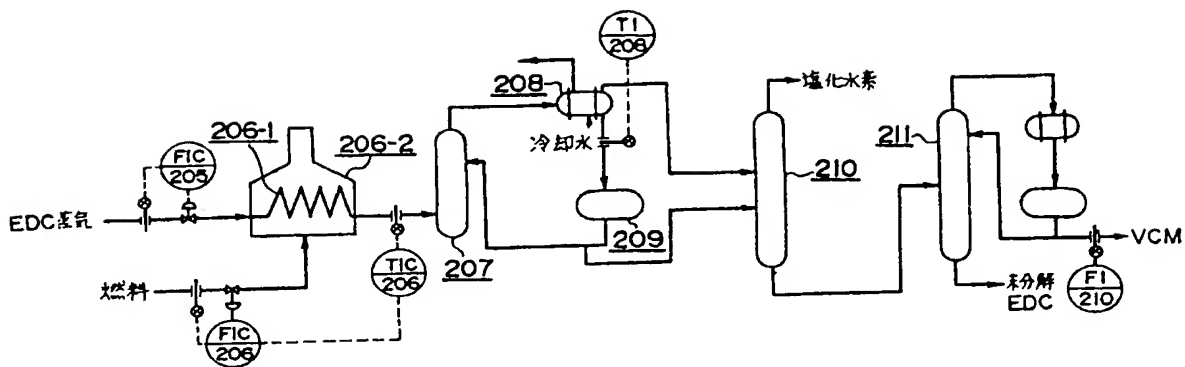 TI
208
208
塩化水素
211
206-1
206-2
FIC
205
冷却水
210
EDC蒸気
209
VCM
207
TIC
206
燃料
未分解
EDC
FI
210
FIC
206